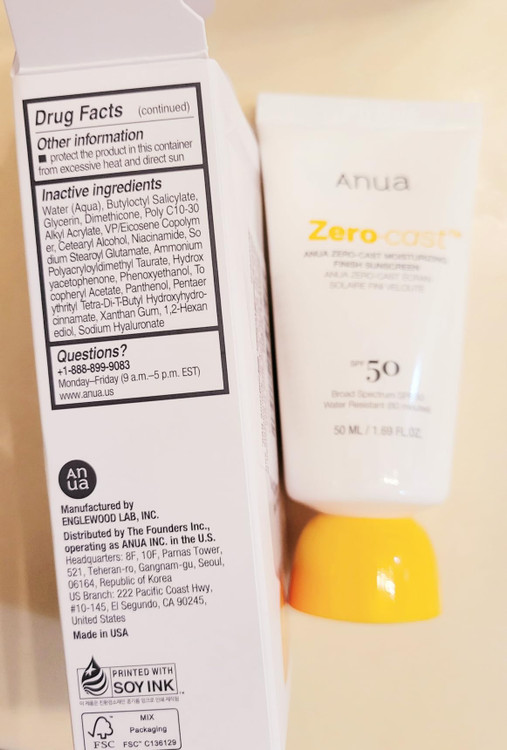 Drug Facts (continued)
Other information
■ protect the product in this container
from excessive heat and direct sun
Inactive ingredients
Water (Aqua), Butyloctyl Salicylate,
Glycerin, Dimethicone, Poly C10-30
Alkyl Acrylate, VP/Eicosene Copolym
er, Cetearyl Alcohol, Niacinamide, So
dium Stearoyl Glutamate, Ammonium
Polyacryloyldimethyl Taurate, Hydrox
yacetophenone, Phenoxyethanol, To
copheryl Acetate, Panthenol, Pentaer
ythrityl Tetra-Di-T-Butyl Hydroxyhydro-
cinnamate, Xanthan Gum, 1,2-Hexan
ediol, Sodium Hyaluronate
Questions?
+1-888-899-9083
Monday–Friday (9 a.m.–5 p.m. EST)
www.anua.us
An
ua
Manufactured by
ENGLEWOOD LAB, INC.
Distributed by The Founders Inc.,
operating as ANUA INC. in the U.S.
Headquarters: 8F, 10F, Parnas Tower,
521, Teheran-ro, Gangnam-gu, Seoul,
06164, Republic of Korea
US Branch: 222 Pacific Coast Hwy,
#10-145, El Segundo, CA 90245,
United States
Made in USA
PRINTED WITH
SOY INK™
FSC
MIX
Packaging
FSC® C136129
Anua
Zero-cast™
ANUA ZERO-CAST MOISTURIZING
FINISH SUNSCREEN
ANUA ZERO-CAST ÉCRAN
SOLAIRE FINI VELOUTÉ
SPF 50
Broad Spectrum SPF 50
Water Resistant (80 minutes)
50 ML / 1.69 FL.OZ.